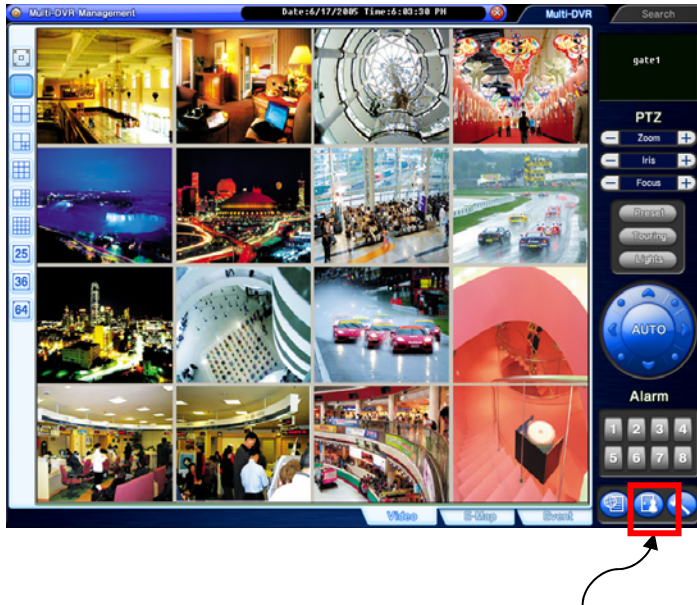 Multi-DVR Management
Date:6/17/2005 Time:6:03:30 PM
Multi-DVR
Search
gate1
PTZ
Zoom
Iris
Focus
Preset
Touring
Lights
AUTO
Alarm
1 2 3 4
5 6 7 8
25
36
64
Video
E-Map
Event